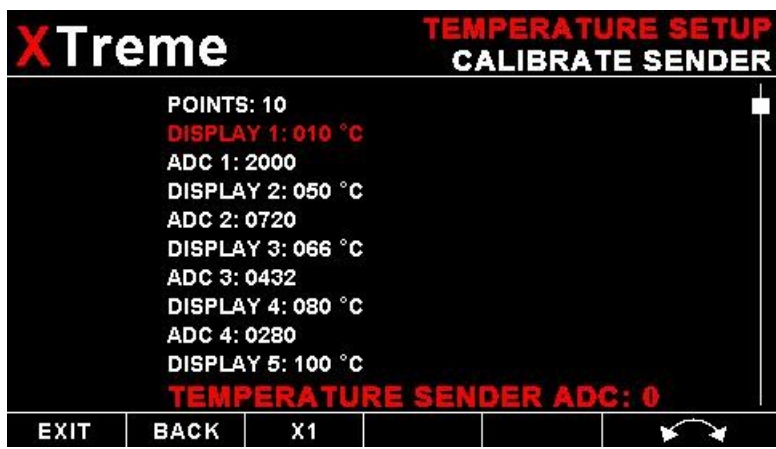 XTreme
TEMPERATURE SETUP
CALIBRATE SENDER
POINTS: 10
DISPLAY 1: 010 °C
ADC 1: 2000
DISPLAY 2: 050 °C
ADC 2: 0720
DISPLAY 3: 066 °C
ADC 3: 0432
DISPLAY 4: 080 °C
ADC 4: 0280
DISPLAY 5: 100 °C
TEMPERATURE SENDER ADC: 0
EXIT BACK X1